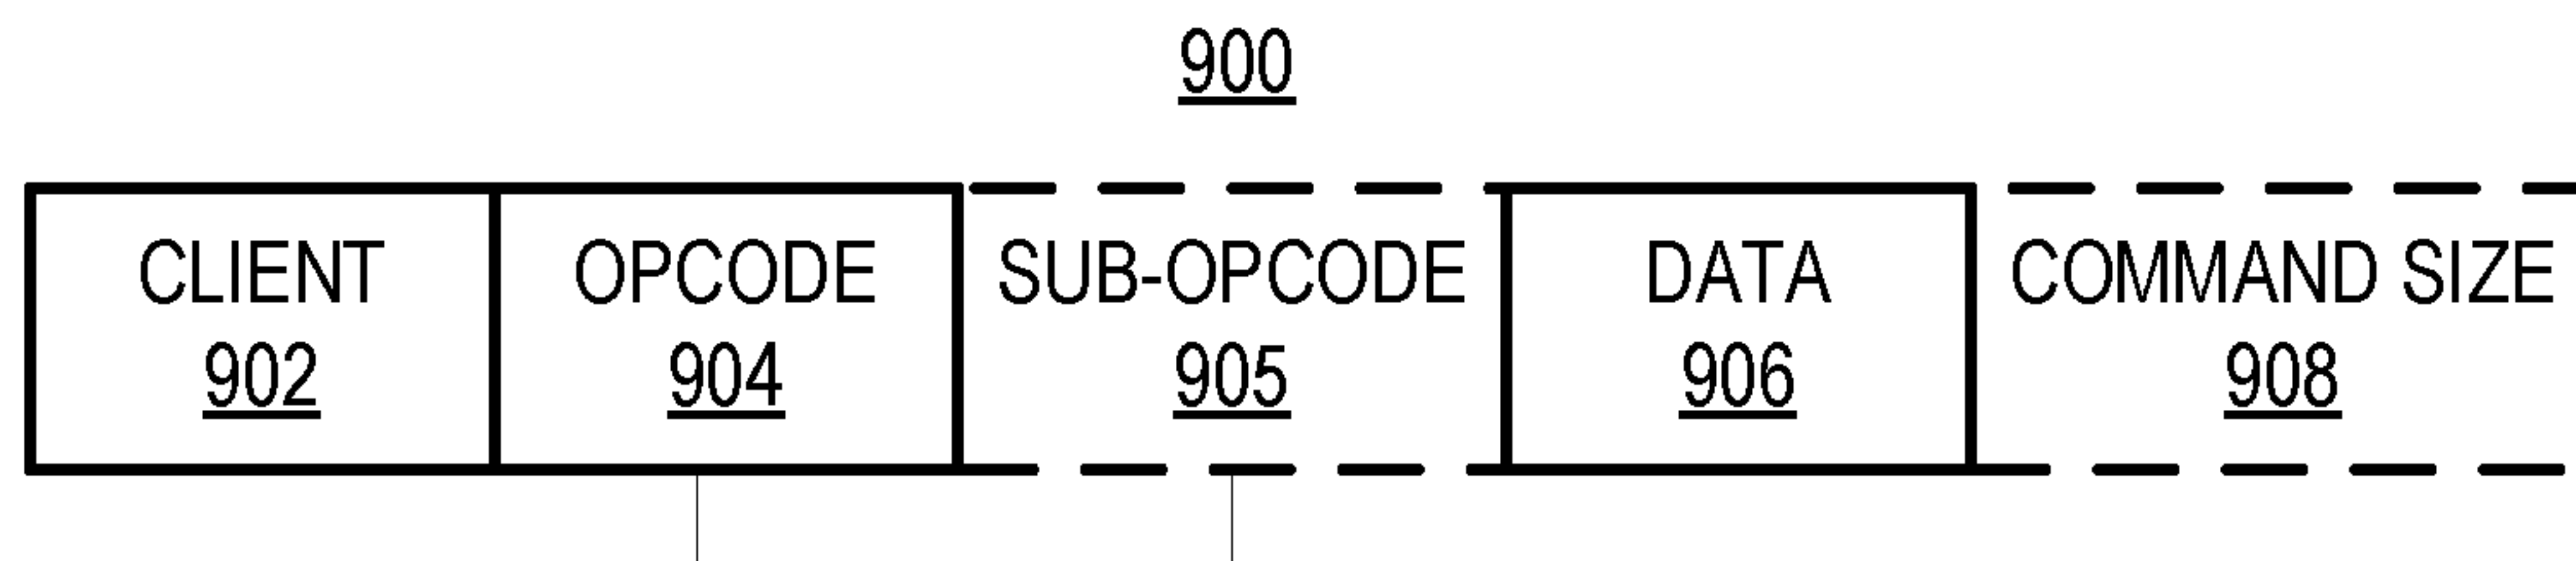 900
CLIENT OPCODE SUB-OPCODE DATA COMMAND SIZE
902 904 905 906 908